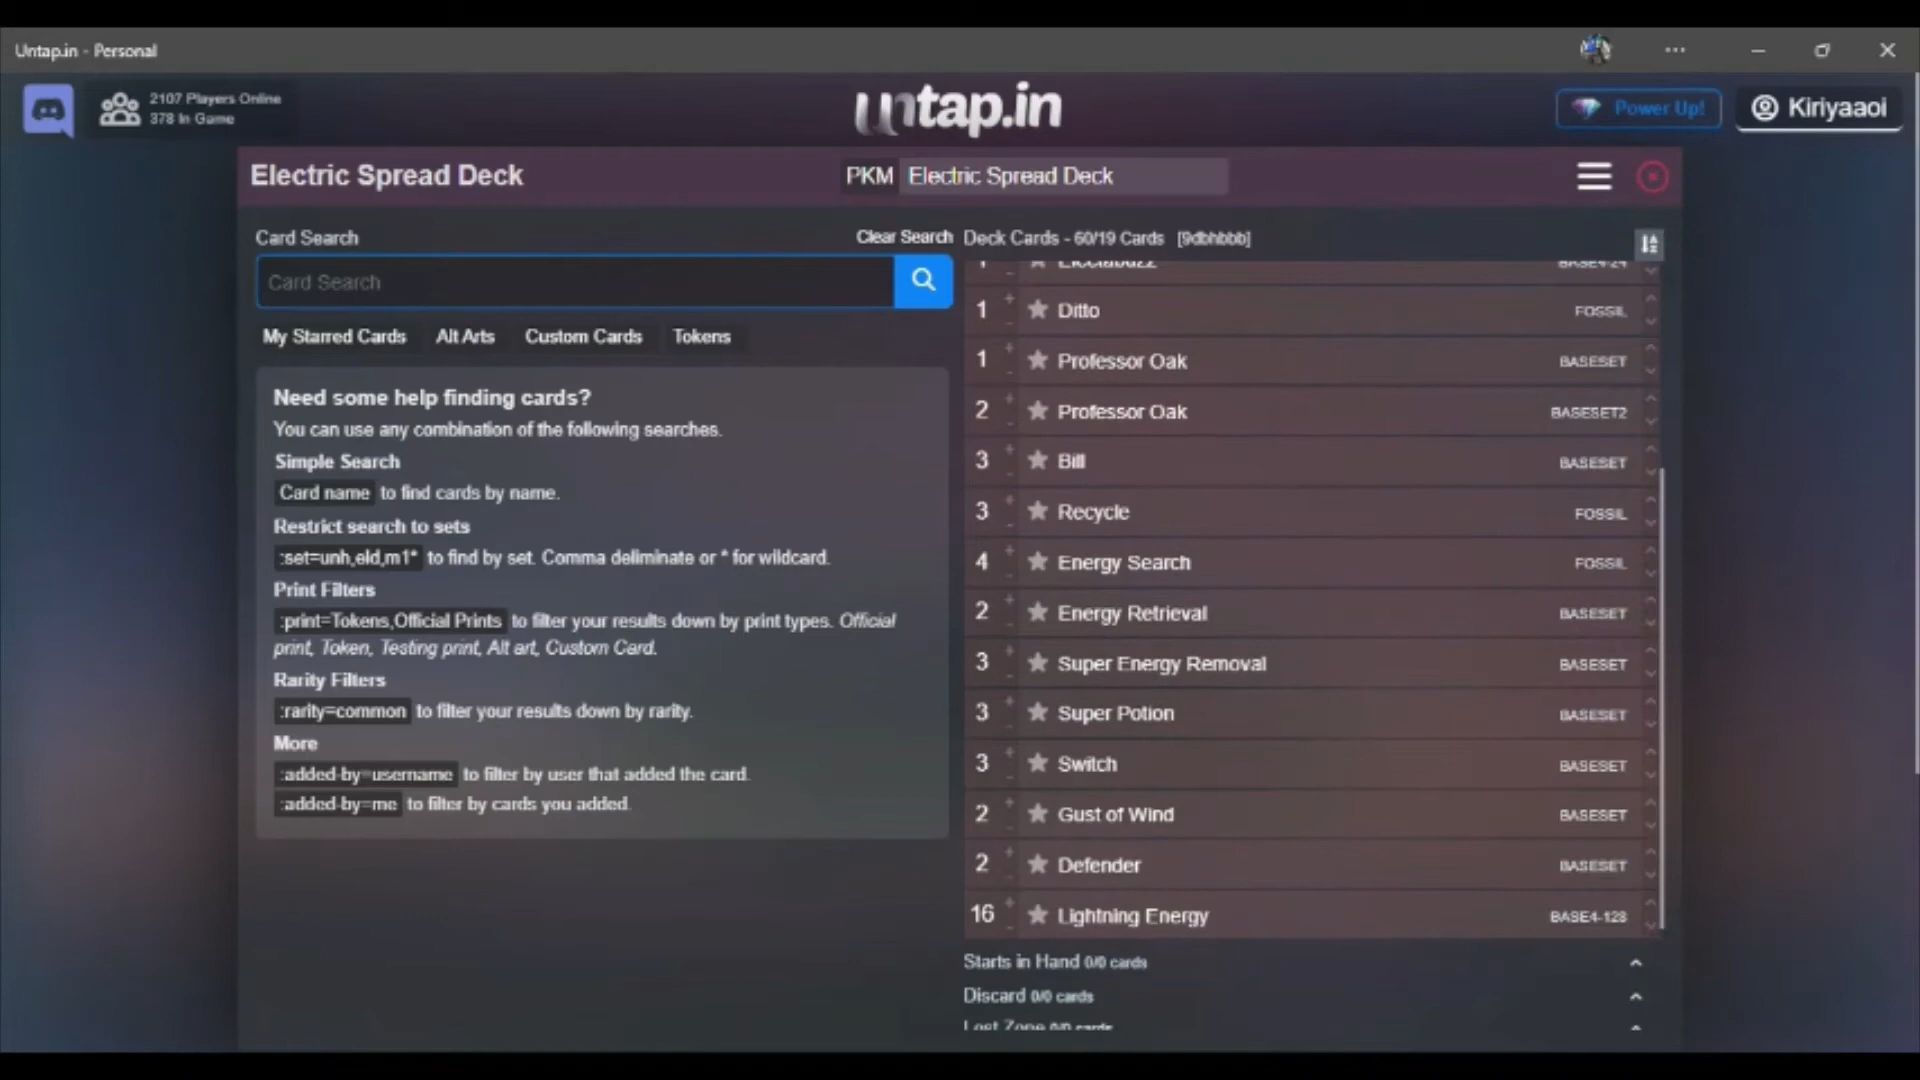 Untap.in - Personal
2107 Players Online
378 In Game
untap.in
Power Up!
Kiriyaaoi
Electric Spread Deck
PKM Electric Spread Deck
Card Search
Clear Search
Card Search
My Starred Cards Alt Arts Custom Cards Tokens
Need some help finding cards?
You can use any combination of the following searches.
Simple Search
Card name to find cards by name.
Restrict search to sets
:set=unh,eld,m1* to find by set. Comma deliminate or * for wildcard.
Print Filters
:print=Tokens,Official Prints to filter your results down by print types. Official
print, Token, Testing print, Alt art, Custom Card.
Rarity Filters
:rarity=common to filter your results down by rarity.
More
:added-by=username to filter by user that added the card.
:added-by=me to filter by cards you added.
Deck Cards - 60/19 Cards [9dbhbbb]
1 Electabuzz BASE4-24
1 Ditto FOSSIL
1 Professor Oak BASESET
2 Professor Oak BASESET2
3 Bill BASESET
3 Recycle FOSSIL
4 Energy Search FOSSIL
2 Energy Retrieval BASESET
3 Super Energy Removal BASESET
3 Super Potion BASESET
3 Switch BASESET
2 Gust of Wind BASESET
2 Defender BASESET
16 Lightning Energy BASE4-128
Starts in Hand 0/0 cards
Discard 0/0 cards
Lost Zone 0/0 cards